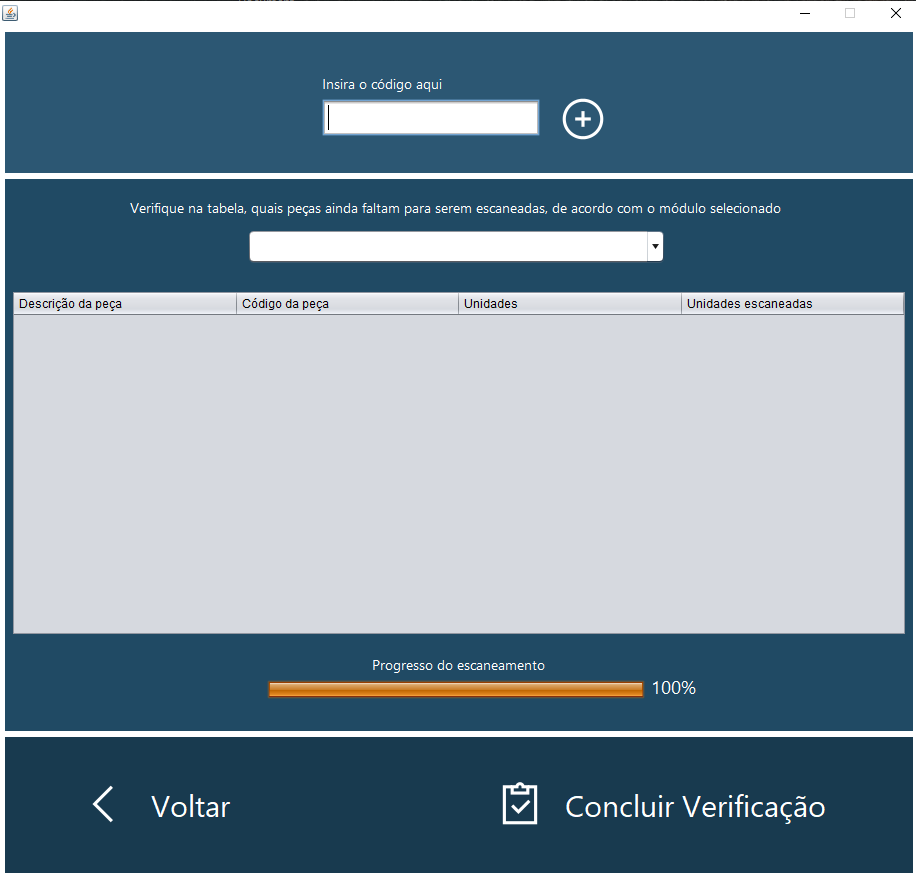 Insira o código aqui
Verifique na tabela, quais peças ainda faltam para serem escaneadas, de acordo com o módulo selecionado
Descrição da peça
Código da peça
Unidades
Unidades escaneadas
Progresso do escaneamento
100%
Voltar
Concluir Verificação